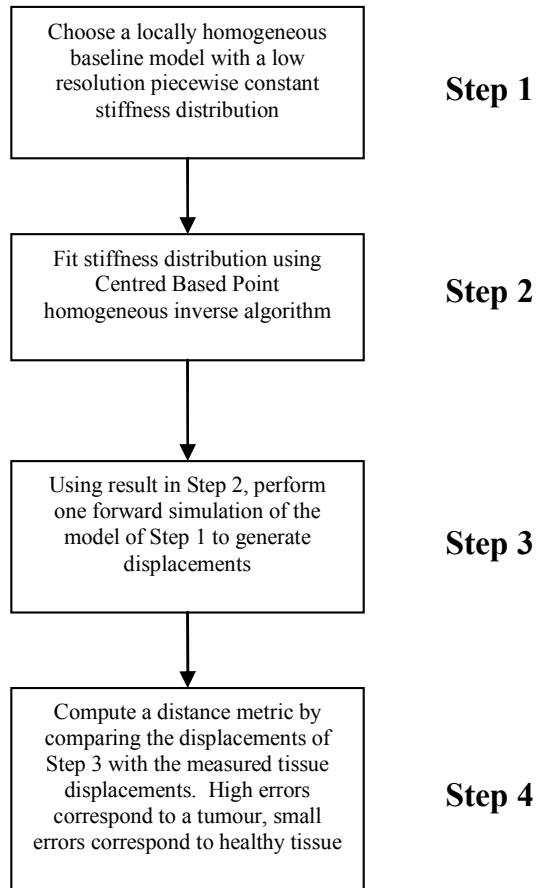 Choose a locally homogeneous
baseline model with a low
resolution piecewise constant
stiffness distribution
Step 1
Fit stiffness distribution using
Centred Based Point
homogeneous inverse algorithm
Step 2
Using result in Step 2, perform
one forward simulation of the
model of Step 1 to generate
displacements
Step 3
Compute a distance metric by
comparing the displacements of
Step 3 with the measured tissue
displacements.  High errors
correspond to a tumour, small
errors correspond to healthy tissue
Step 4